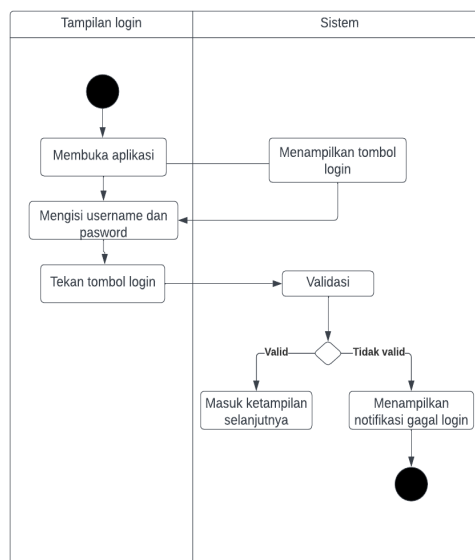 Tampilan login
Sistem
Membuka aplikasi
Menampilkan tombol
login
Mengisi username dan
pasword
Tekan tombol login
Validasi
Valid
Tidak valid
Masuk ketampilan
selanjutnya
Menampilkan
notifikasi gagal login